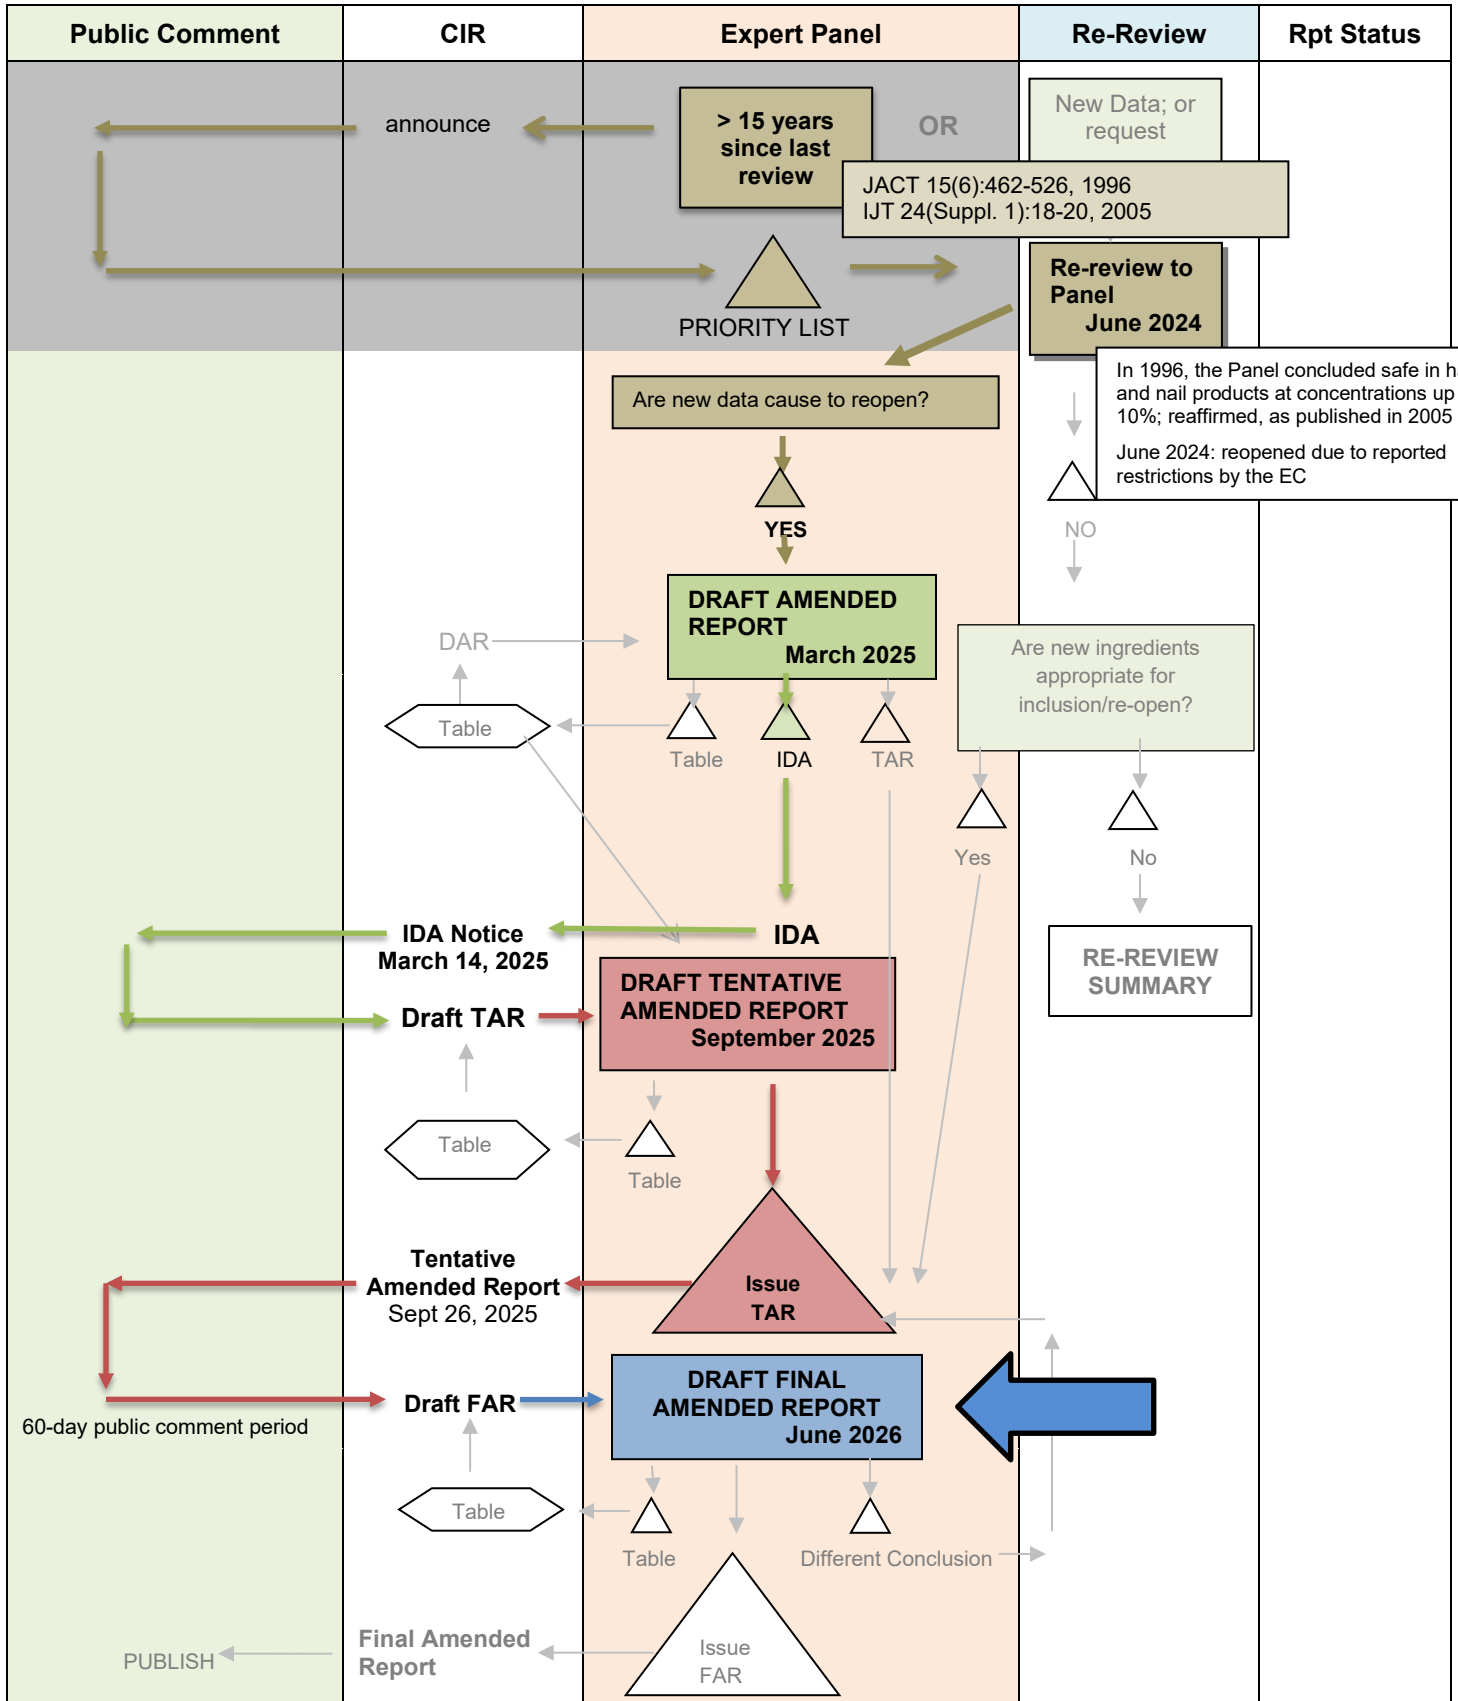 Public Comment
CIR
Expert Panel
Re-Review
Rpt Status
announce
> 15 years
since last
review
OR
New Data; or
request
JACT 15(6):462-526, 1996
IJT 24(Suppl. 1):18-20, 2005
PRIORITY LIST
Re-review to
Panel
June 2024
Are new data cause to reopen?
In 1996, the Panel concluded safe in
and nail products at concentrations up
10%; reaffirmed, as published in 2005
June 2024: reopened due to reported
restrictions by the EC
YES
NO
DRAFT AMENDED
REPORT
March 2025
DAR
Table
Table
IDA
TAR
Are new ingredients
appropriate for
inclusion/re-open?
Yes
No
IDA Notice
March 14, 2025
IDA
RE-REVIEW
SUMMARY
Draft TAR
DRAFT TENTATIVE
AMENDED REPORT
September 2025
Table
Table
Tentative
Amended Report
Sept 26, 2025
Issue
TAR
60-day public comment period
Draft FAR
DRAFT FINAL
AMENDED REPORT
June 2026
Table
Table
Different Conclusion
PUBLISH
Final Amended
Report
Issue
FAR